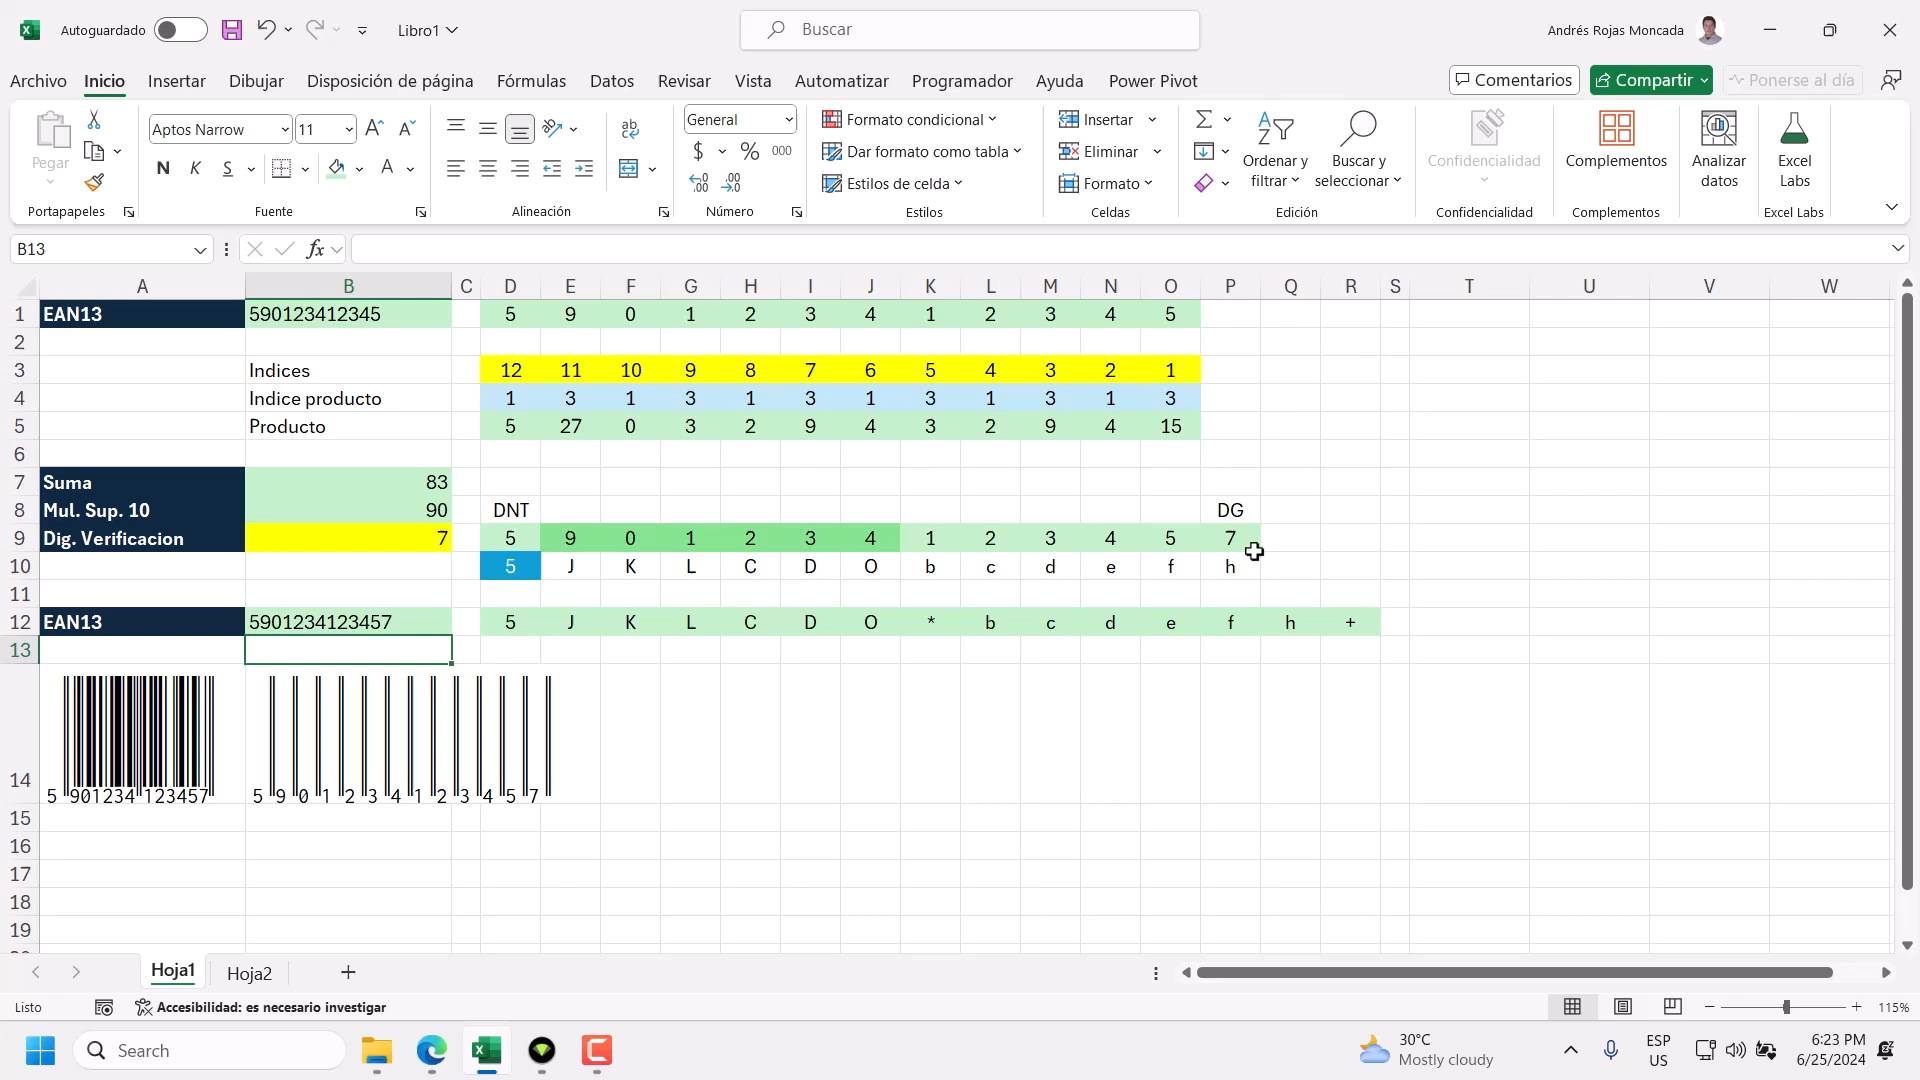 Autoguardado Libro1 Buscar Andrés Rojas Moncada
Archivo Inicio Insertar Dibujar Disposición de página Fórmulas Datos Revisar Vista Automatizar Programador Ayuda Power Pivot Comentarios Compartir Ponerse al día
Pegar Aptos Narrow 11 General Formato condicional Insertar Ordenar y filtrar Buscar y seleccionar Confidencialidad Complementos Analizar datos Excel Labs
$ % 000 Dar formato como tabla Eliminar
N K S Estilos de celda Formato
Portapapeles Fuente Alineación Número Estilos Celdas Edición Confidencialidad Complementos Excel Labs
B13 fx
A B C D E F G H I J K L M N O P Q R S T U V W
1 EAN13 590123412345 5 9 0 1 2 3 4 1 2 3 4 5
2
3 Indices 12 11 10 9 8 7 6 5 4 3 2 1
4 Indice producto 1 3 1 3 1 3 1 3 1 3 1 3
5 Producto 5 27 0 3 2 9 4 3 2 9 4 15
6
7 Suma 83
8 Mul. Sup. 10 90 DNT DG
9 Dig. Verificacion 7 5 9 0 1 2 3 4 1 2 3 4 5 7
10 5 J K L C D O b c d e f h
11
12 EAN13 5901234123457 5 J K L C D O * b c d e f h +
13
14 5 901234 123457 5 9 0 1 2 3 4 1 2 3 4 5 7
15
16
17
18
19
Hoja1 Hoja2
Listo Accesibilidad: es necesario investigar 115%
Search 30°C Mostly cloudy ESP US 6:23 PM 6/25/2024